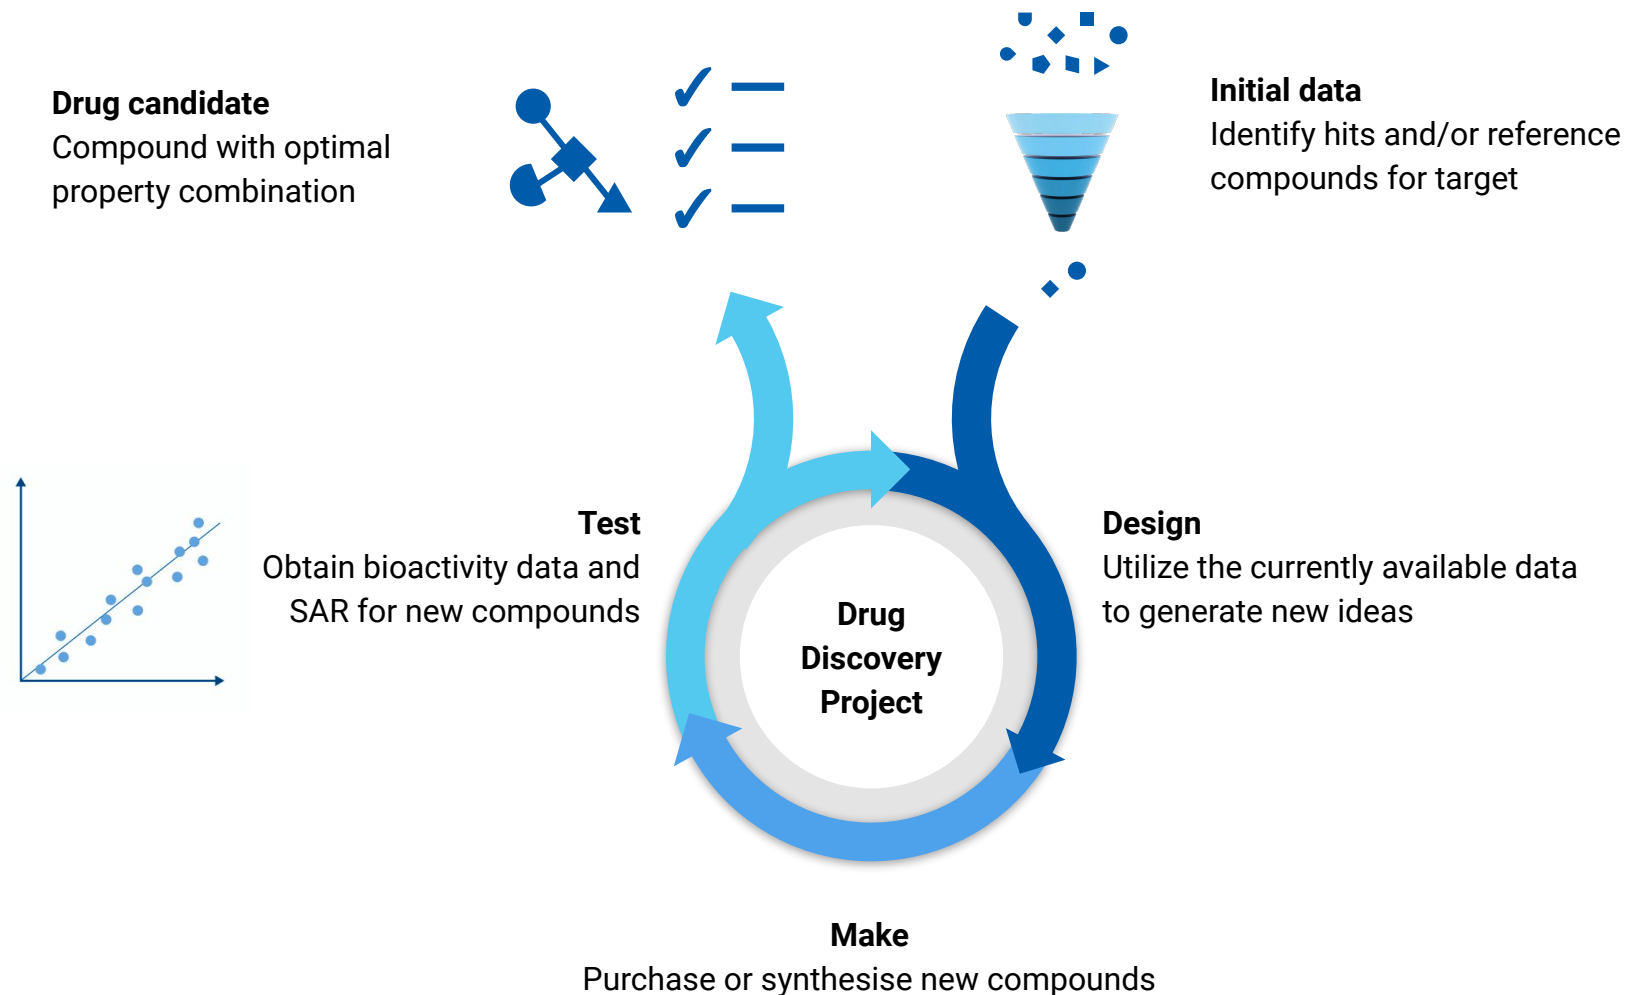 Drug candidate
Compound with optimal
property combination
Initial data
Identify hits and/or reference
compounds for target
Test
Obtain bioactivity data and
SAR for new compounds
Design
Utilize the currently available data
to generate new ideas
Drug
Discovery
Project
Make
Purchase or synthesise new compounds